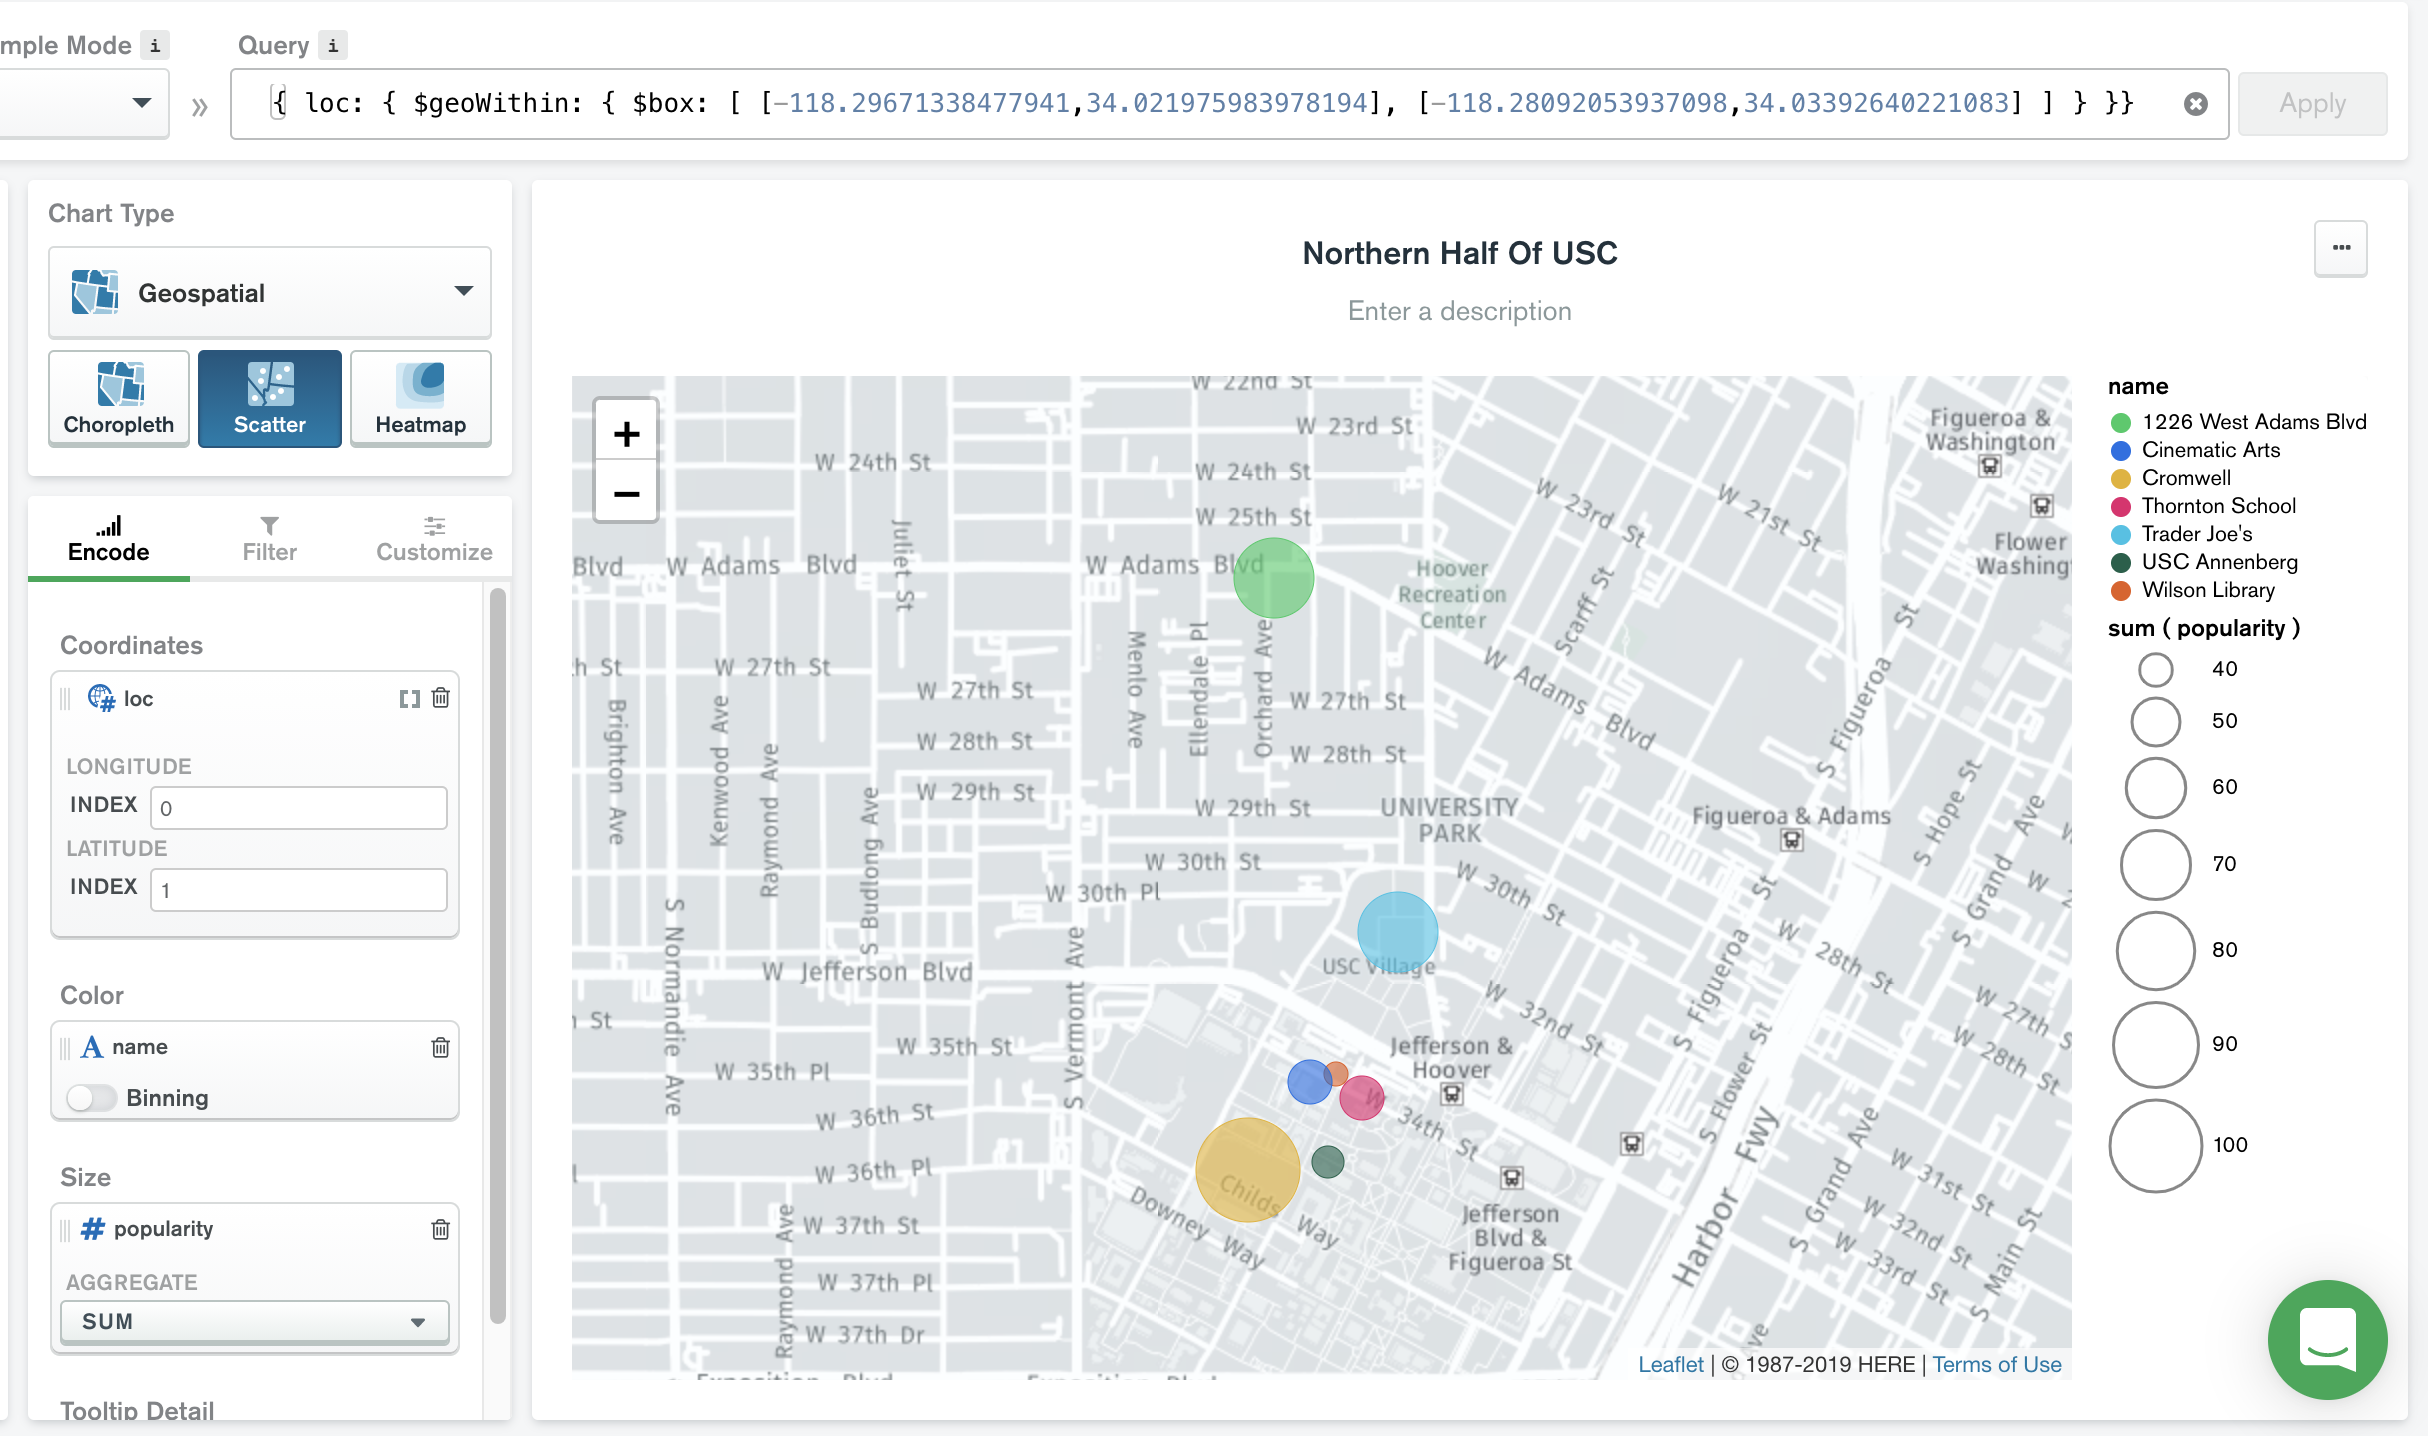 mple Mode i
Query i
{ loc: { $geoWithin: { $box: [ [-118.29671338477941,34.021975983978194], [-118.28092053937098,34.03392640221083] ] } }}
Apply
Chart Type
Geospatial
Choropleth
Scatter
Heatmap
Encode
Filter
Customize
Coordinates
loc
LONGITUDE
INDEX 0
LATITUDE
INDEX 1
Color
A name
Binning
Size
# popularity
AGGREGATE
SUM
Tooltip Detail
Northern Half Of USC
Enter a description
...
+
−
W 22nd St
W 23rd St
W 24th St
W 24th St
W 25th St
Blvd
W Adams Blvd
W Adams Blvd
Juliet St
Hoover
Recreation
Center
W 23rd St
W 21st St
Scarff St
Figueroa &
Washington
Flower
Washing
h St
W 27th St
W 27th St
W 27th St
Menlo Ave
Ellendale Pl
Orchard Ave
W Adams Blvd
S Figueroa St
Brighton Ave
Kenwood Ave
Raymond Ave
W 28th St
W 28th St
W 29th St
W 29th St
S Budlong Ave
UNIVERSITY
PARK
Figueroa & Adams
S Hope St
S Grand Ave
W 30th St
W 30th Pl
W 30th St
S Normandie Ave
S Vermont Ave
W Jefferson Blvd
USC Village
W 28th St
S Figueroa St
W 27th S
W 28th St
W 32nd St
St
W 35th St
W 35th Pl
Jefferson &
Hoover
S Flower St
W 36th St
W 34th St
W 36th Pl
Childs Way
Downey Way
Harbor Fwy
S Grand Ave
W 31st St
W 32nd St
W 33rd St
S Main St
W 37th St
Jefferson
Blvd &
Figueroa St
W 37th Pl
Raymond Ave
W 37th Dr
Ave
Exposition Blvd
Exposition Blvd
Leaflet | © 1987-2019 HERE | Terms of Use
name
1226 West Adams Blvd
Cinematic Arts
Cromwell
Thornton School
Trader Joe's
USC Annenberg
Wilson Library
sum ( popularity )
40
50
60
70
80
90
100